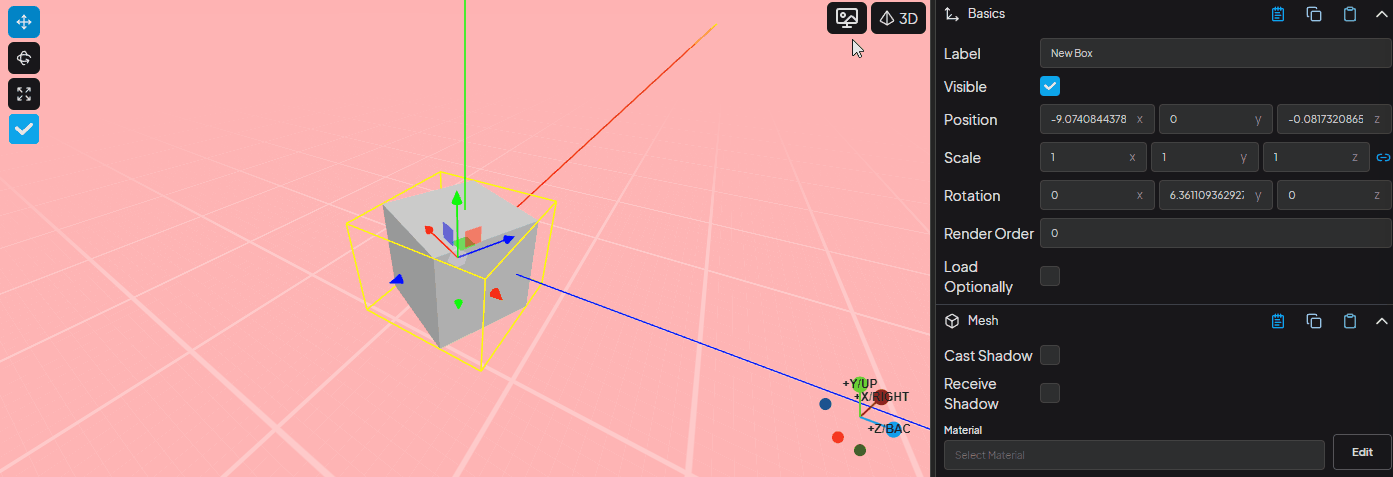 3D
+Y/UP
+X/RIGHT
+Z/BAC
Basics
Label
New Box
Visible
Position
-9.0740844378 x
0 y
-0.0817320865 z
Scale
1 x
1 y
1 z
Rotation
0 x
6.361109362927 y
0 z
Render Order
0
Load
Optionally
Mesh
Cast Shadow
Receive
Shadow
Material
Select Material
Edit